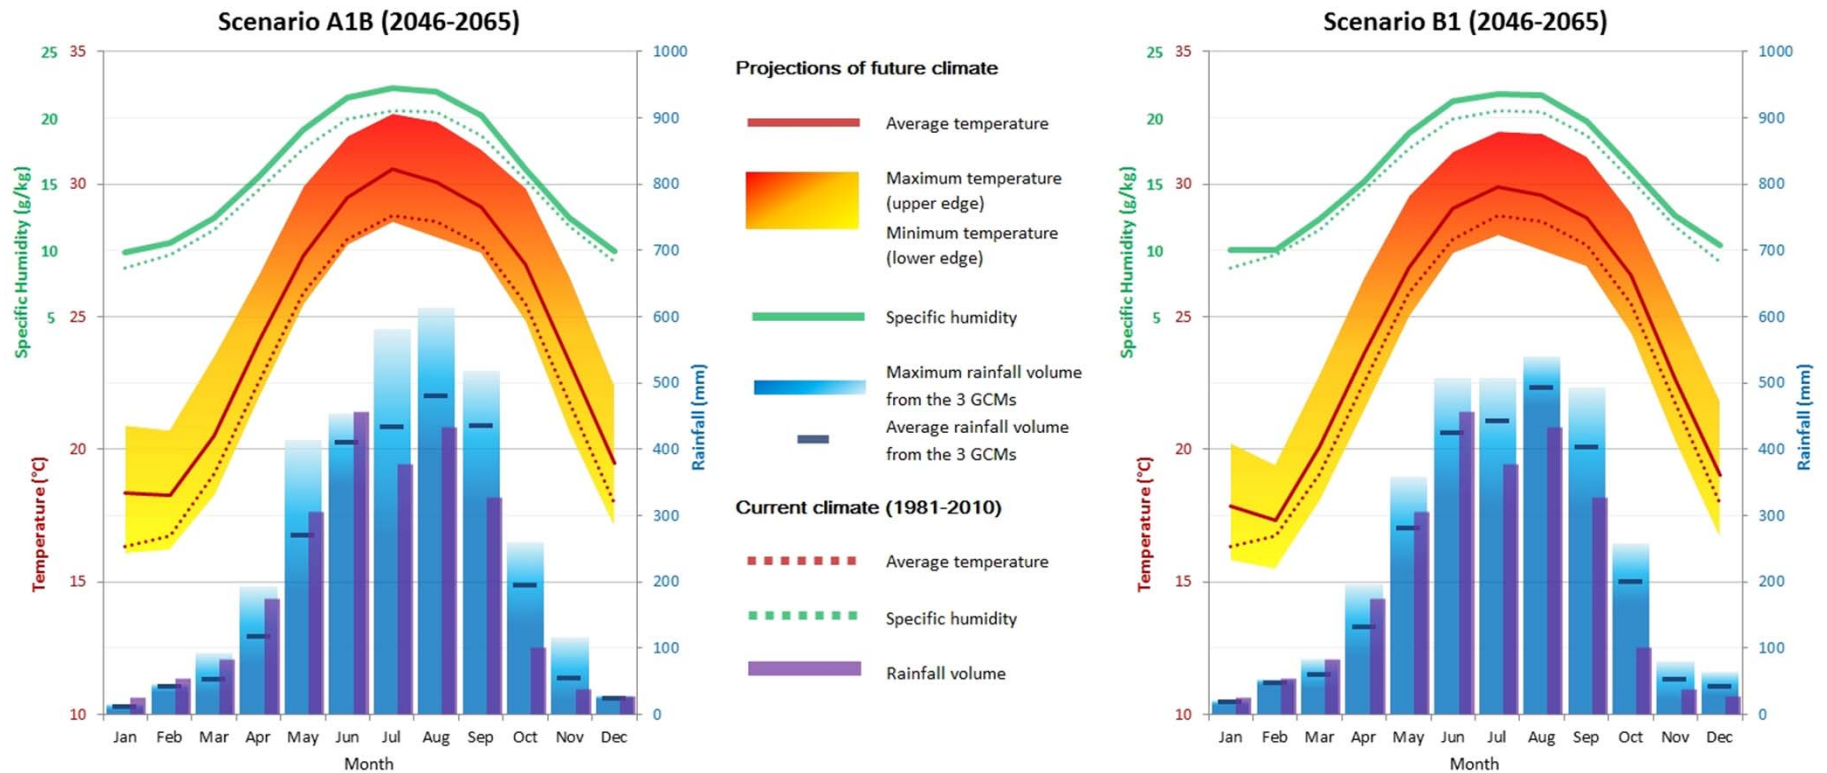 Scenario A1B (2046-2065)
25
20
15
10
5
Specific Humidity (g/kg)
35
30
25
20
15
10
Temperature (°C)
1000
900
800
700
600
500
400
300
200
100
0
Rainfall (mm)
Jan Feb Mar Apr May Jun Jul Aug Sep Oct Nov Dec
Month
Projections of future climate
Average temperature
Maximum temperature
(upper edge)
Minimum temperature
(lower edge)
Specific humidity
Maximum rainfall volume
from the 3 GCMs
Average rainfall volume
from the 3 GCMs
Current climate (1981-2010)
Average temperature
Specific humidity
Rainfall volume
Scenario B1 (2046-2065)
25
20
15
10
5
Specific Humidity (g/kg)
35
30
25
20
15
10
Temperature (°C)
1000
900
800
700
600
500
400
300
200
100
0
Rainfall (mm)
Jan Feb Mar Apr May Jun Jul Aug Sep Oct Nov Dec
Month